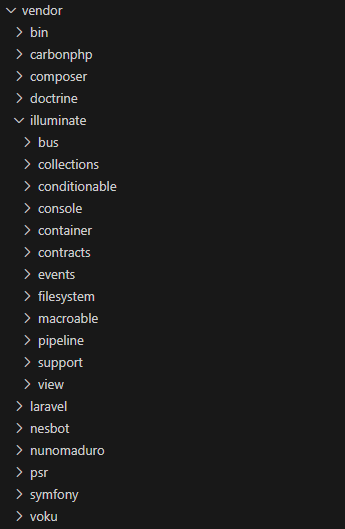 vendor
bin
carbonphp
composer
doctrine
illuminate
bus
collections
conditionable
console
container
contracts
events
filesystem
macroable
pipeline
support
view
laravel
nesbot
nunomaduro
psr
symfony
voku